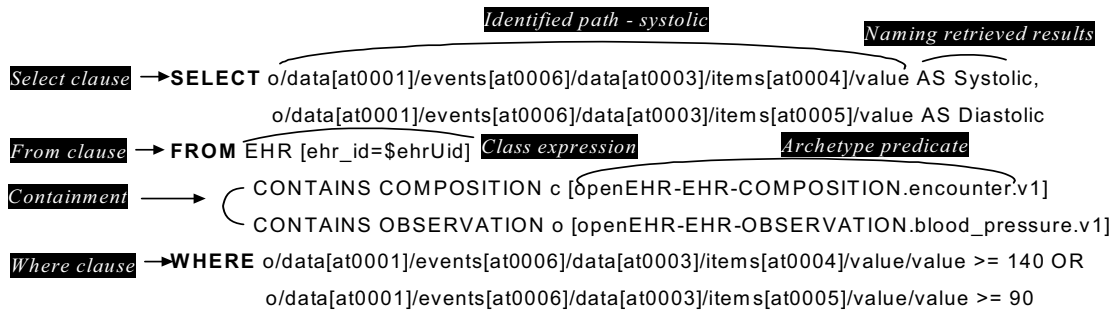 Identified path - systolic
Naming retrieved results
Select clause SELECT o/data[at0001]/events[at0006]/data[at0003]/items[at0004]/value AS Systolic,
o/data[at0001]/events[at0006]/data[at0003]/items[at0005]/value AS Diastolic
From clause FROM EHR [ehr_id=$ehrUid] Class expression Archetype predicate
CONTAINS COMPOSITION c [openEHR-EHR-COMPOSITION.encounter.v1]
Containment
CONTAINS OBSERVATION o [openEHR-EHR-OBSERVATION.blood_pressure.v1]
Where clause WHERE o/data[at0001]/events[at0006]/data[at0003]/items[at0004]/value/value >= 140 OR
o/data[at0001]/events[at0006]/data[at0003]/items[at0005]/value/value >= 90